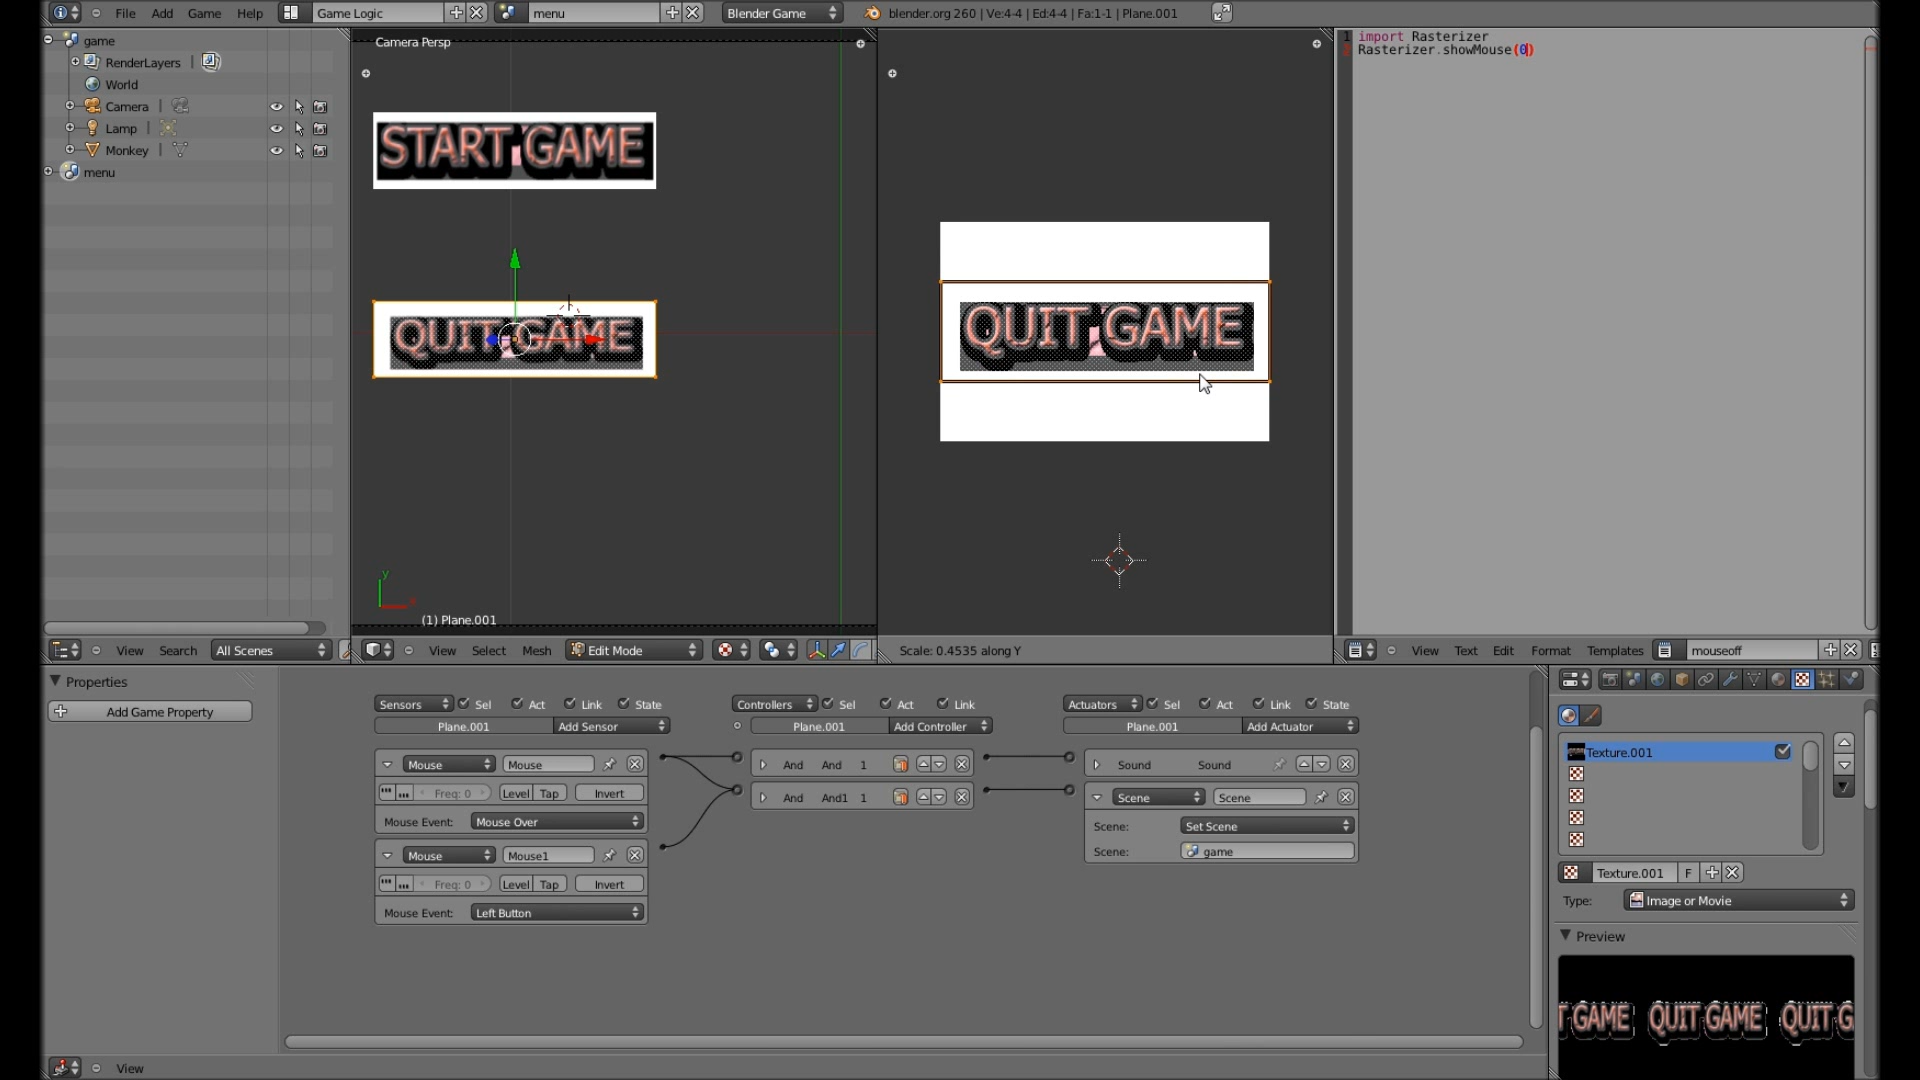 File Add Game Help Game Logic menu Blender Game blender.org 260 | Ve:4-4 | Ed:4-4 | Fa:1-1 | Plane.001
game
RenderLayers |
World
Camera |
Lamp |
Monkey |
menu
View Search All Scenes
Camera Persp
START GAME
QUIT GAME
y
x
(1) Plane.001
View Select Mesh Edit Mode
QUIT GAME
Scale: 0.4535 along Y
1 import Rasterizer
Rasterizer.showMouse(0)
View Text Edit Format Templates mouseoff
Properties
Add Game Property
Sensors Sel Act Link State
Plane.001 Add Sensor
Mouse Mouse
Freq: 0 Level Tap Invert
Mouse Event: Mouse Over
Mouse Mouse1
Freq: 0 Level Tap Invert
Mouse Event: Left Button
Controllers Sel Act Link
Plane.001 Add Controller
And And 1
And And1 1
Actuators Sel Act Link State
Plane.001 Add Actuator
Sound Sound
Scene Scene
Scene: Set Scene
Scene: game
View
Texture.001
Texture.001 F
Type: Image or Movie
Preview
T GAME QUIT GAME QUIT G